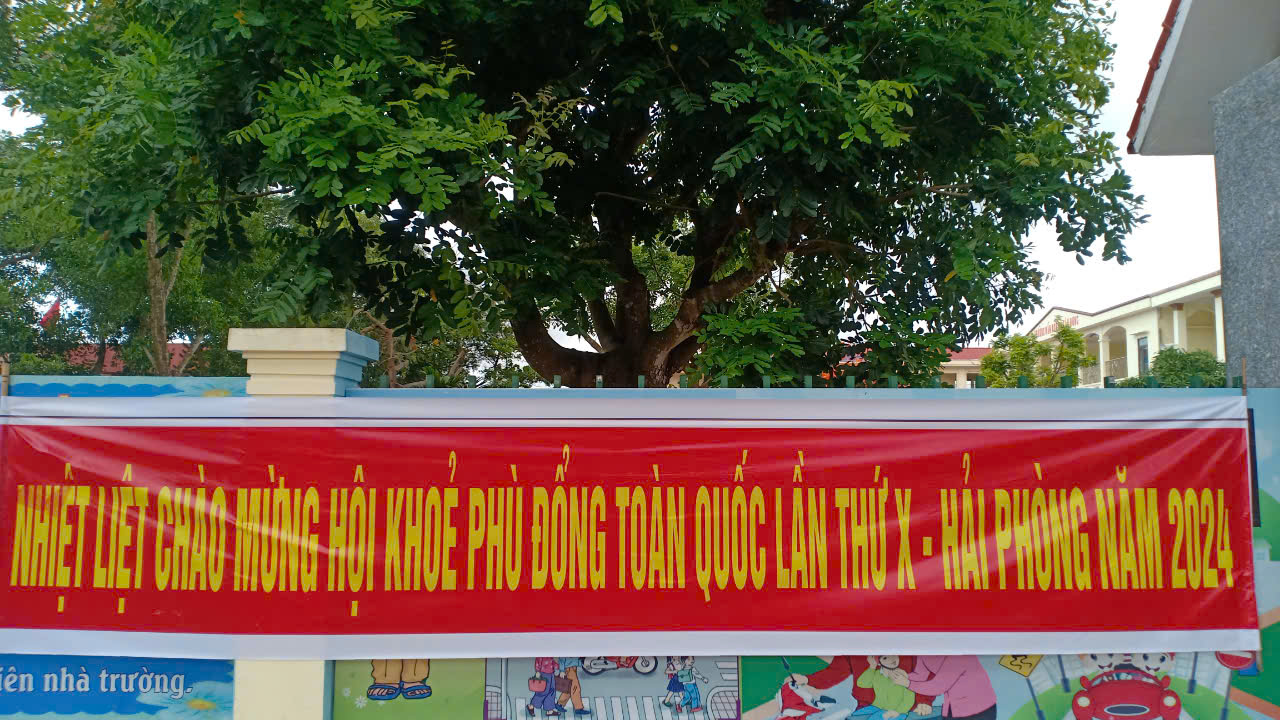 NHIỆT LIỆT CHÀO MỪNG HỘI KHOẺ PHÙ ĐỔNG TOÀN QUỐC LẦN THỨ X - HẢI PHÒNG NĂM 2024
iên nhà trường.